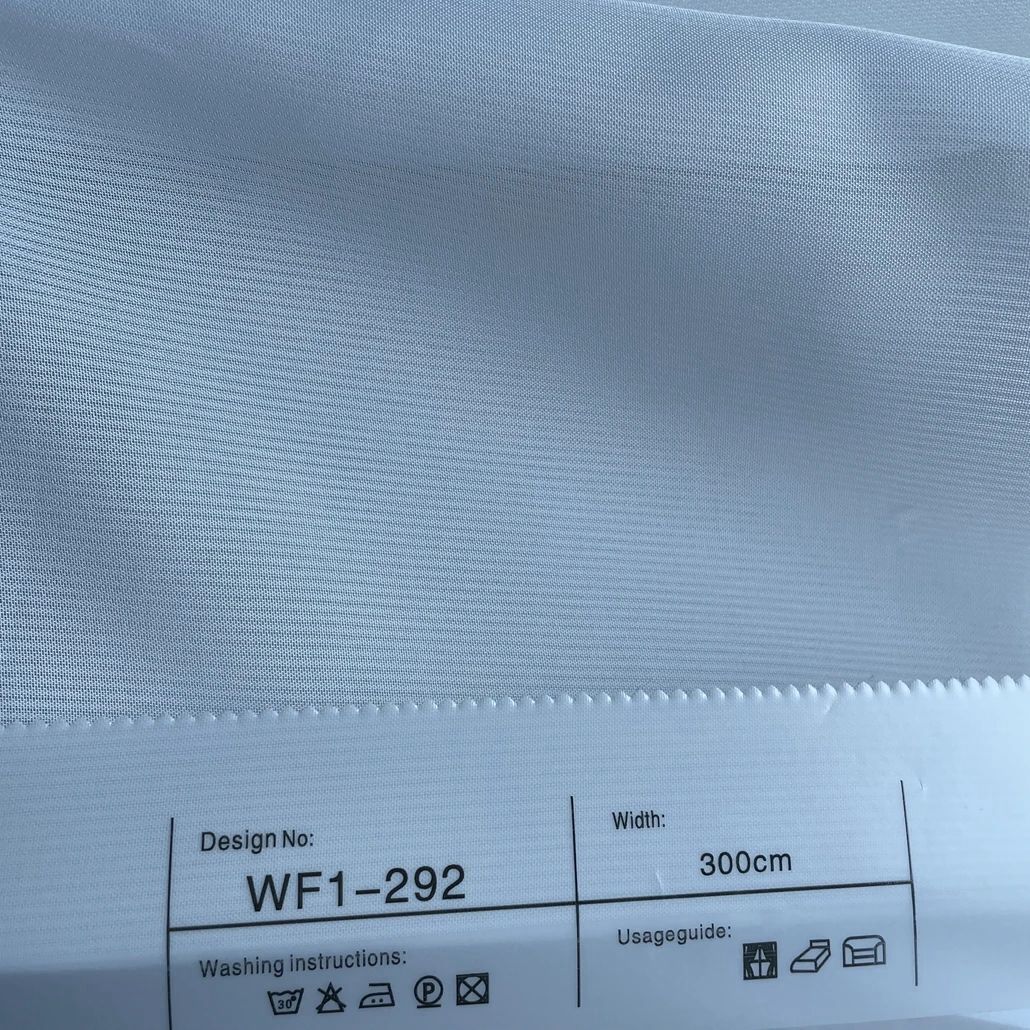 Design No:
WF1-292
Width:
300cm
Washing instructions:
30°
P
Usageguide: